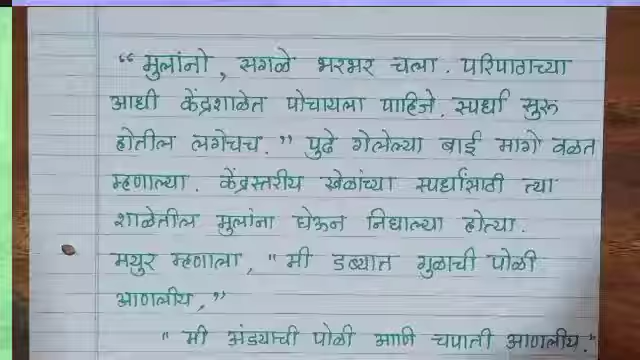 “ मुलांनो , सगळे भरभर चला . परिपाठाच्या
आधी केंद्रशाळेत पोचायला पाहिजे. स्पर्धा सुरू
होतील लगेचच. ” पुढे गेलेल्या बाई मागे वळत
म्हणाल्या . केंद्रस्तरीय खेळांच्या स्पर्धांसाठी त्या
शाळेतील मुलांना घेऊन निघाल्या होत्या.
मयुर म्हणाला , " मी डब्यात गुळाची पोळी
आणलीय , ”
" मी अंड्याची पोळी आणि चपाती आणलीय . "